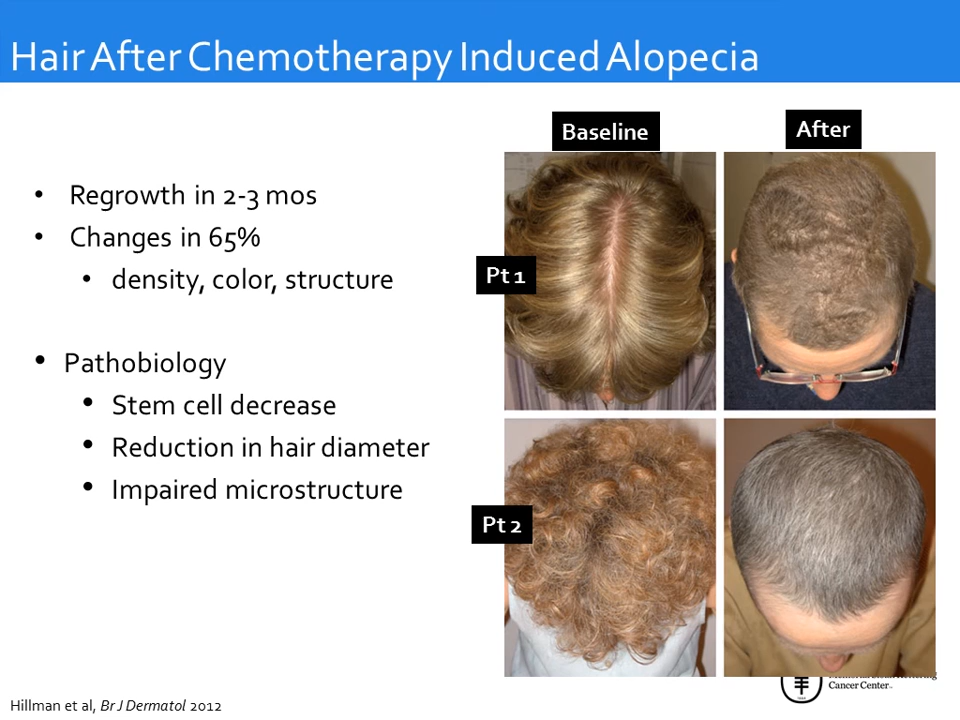 Hair After Chemotherapy Induced Alopecia
Baseline
After
• Regrowth in 2-3 mos
• Changes in 65%
• density, color, structure
Pt 1
• Pathobiology
• Stem cell decrease
• Reduction in hair diameter
• Impaired microstructure
Pt 2
Cancer Center
Hillman et al, Br J Dermatol 2012